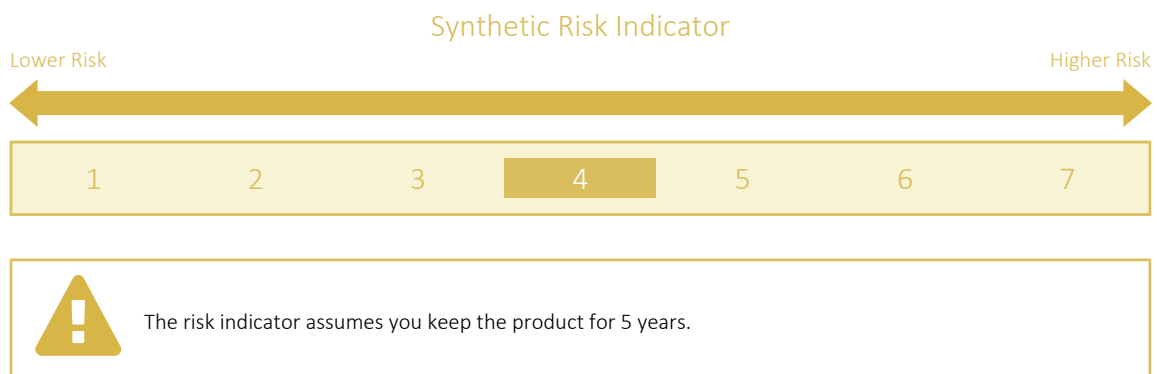 Synthetic Risk Indicator
Lower Risk Higher Risk
1 2 3 4 5 6 7
The risk indicator assumes you keep the product for 5 years.